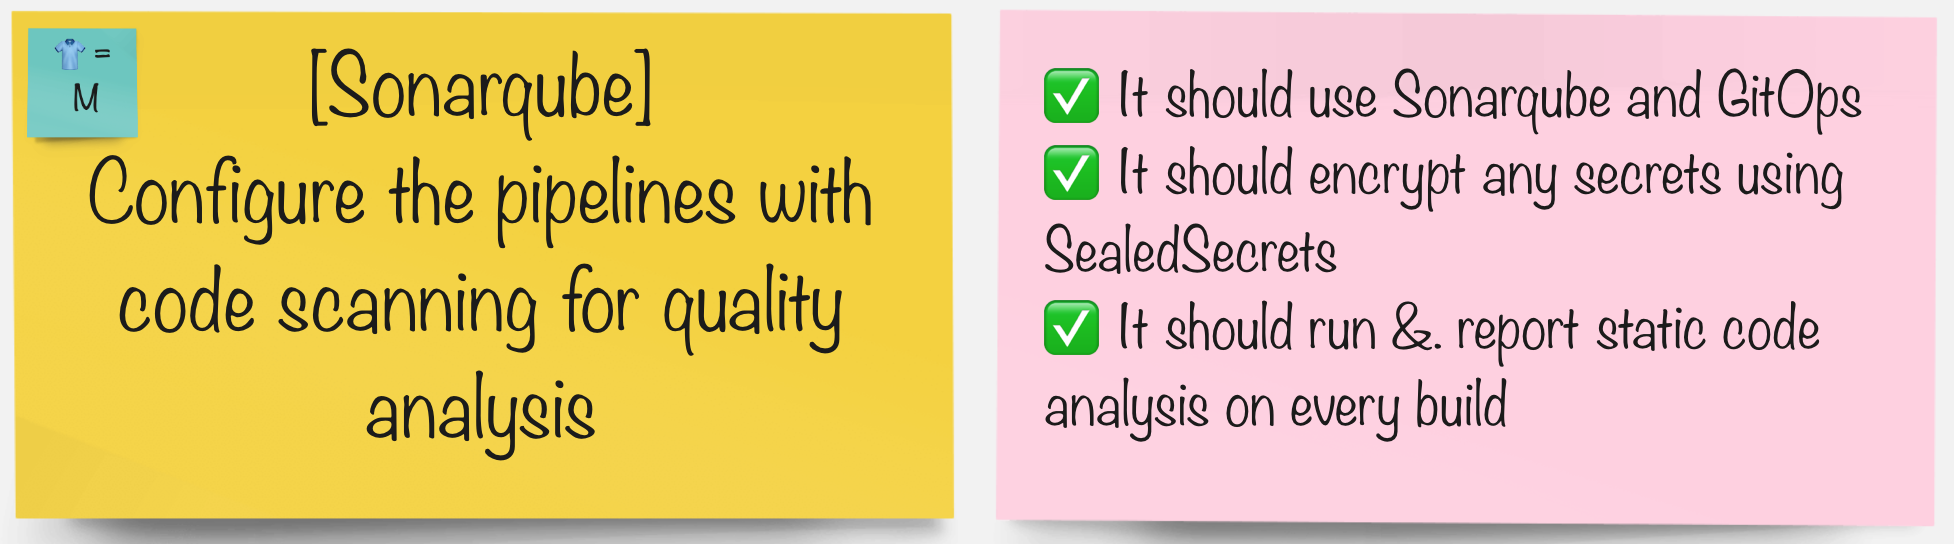 👕 =
M
[Sonarqube]
Configure the pipelines with
code scanning for quality
analysis
✅ It should use Sonarqube and GitOps
✅ It should encrypt any secrets using
SealedSecrets
✅ It should run &. report static code
analysis on every build